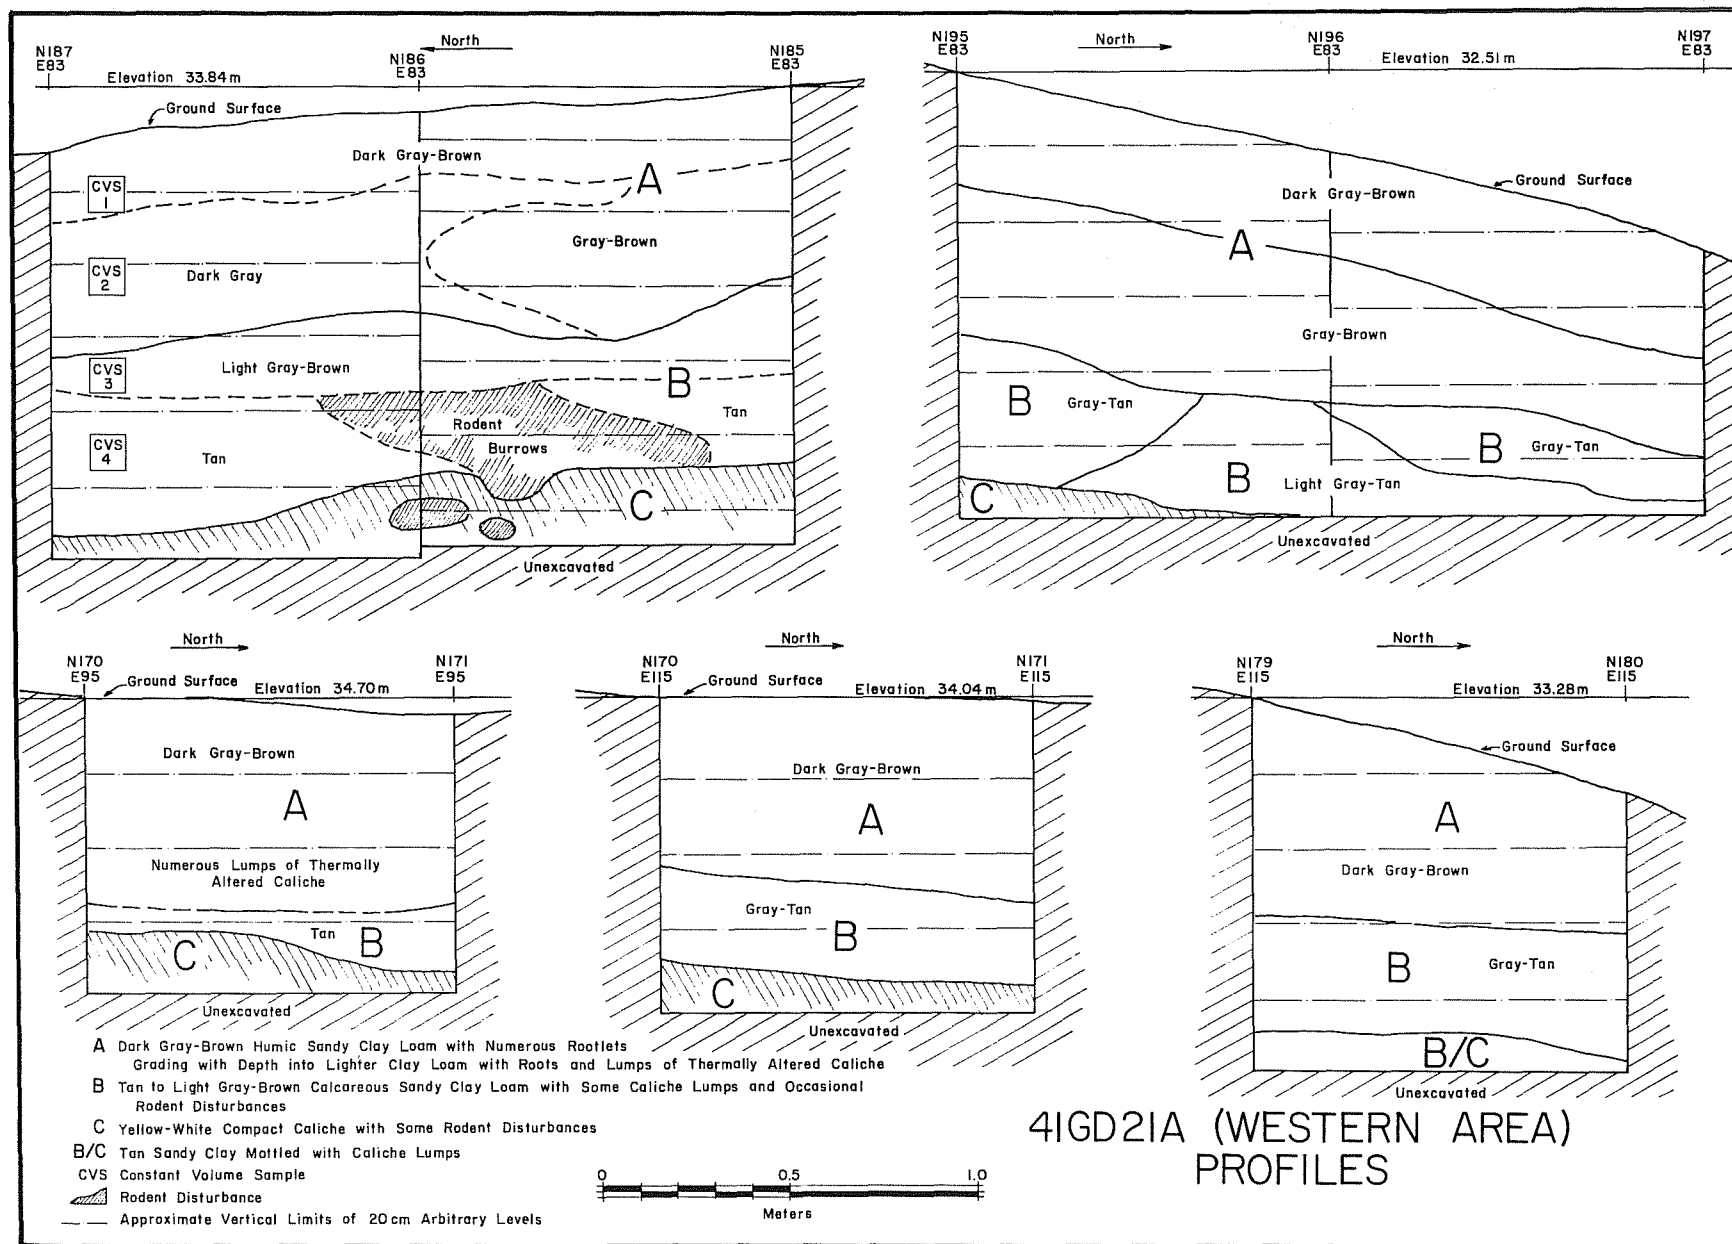 N187
E83
North
N186
E83
N185
E83
Elevation 33.84 m
Ground Surface
Dark Gray-Brown
CVS
1
A
Gray-Brown
CVS
2
Dark Gray
CVS
3
Light Gray-Brown
B
Tan
Rodent
Burrows
CVS
4
Tan
C
Unexcavated
N195
E83
North
N196
E83
N197
E83
Elevation 32.51 m
Ground Surface
Dark Gray-Brown
A
Gray-Brown
B
Gray-Tan
B
Gray-Tan
B
Light Gray-Tan
C
Unexcavated
North
N170
E95
N171
E95
Ground Surface
Elevation 34.70 m
Dark Gray-Brown
A
Numerous Lumps of Thermally
Altered Caliche
Tan
B
C
Unexcavated
North
N170
E115
N171
E115
Ground Surface
Elevation 34.04 m
Dark Gray-Brown
A
Gray-Tan
B
C
Unexcavated
North
N179
E115
N180
E115
Elevation 33.28 m
Ground Surface
A
Dark Gray-Brown
B
Gray-Tan
B/C
Unexcavated
A Dark Gray-Brown Humic Sandy Clay Loam with Numerous Rootlets
Grading with Depth into Lighter Clay Loam with Roots and Lumps of Thermally Altered Caliche
B Tan to Light Gray-Brown Calcareous Sandy Clay Loam with Some Caliche Lumps and Occasional
Rodent Disturbances
C Yellow-White Compact Caliche with Some Rodent Disturbances
B/C Tan Sandy Clay Mottled with Caliche Lumps
CVS Constant Volume Sample
Rodent Disturbance
Approximate Vertical Limits of 20 cm Arbitrary Levels
0 0.5 1.0
Meters
41GD21A (WESTERN AREA)
PROFILES